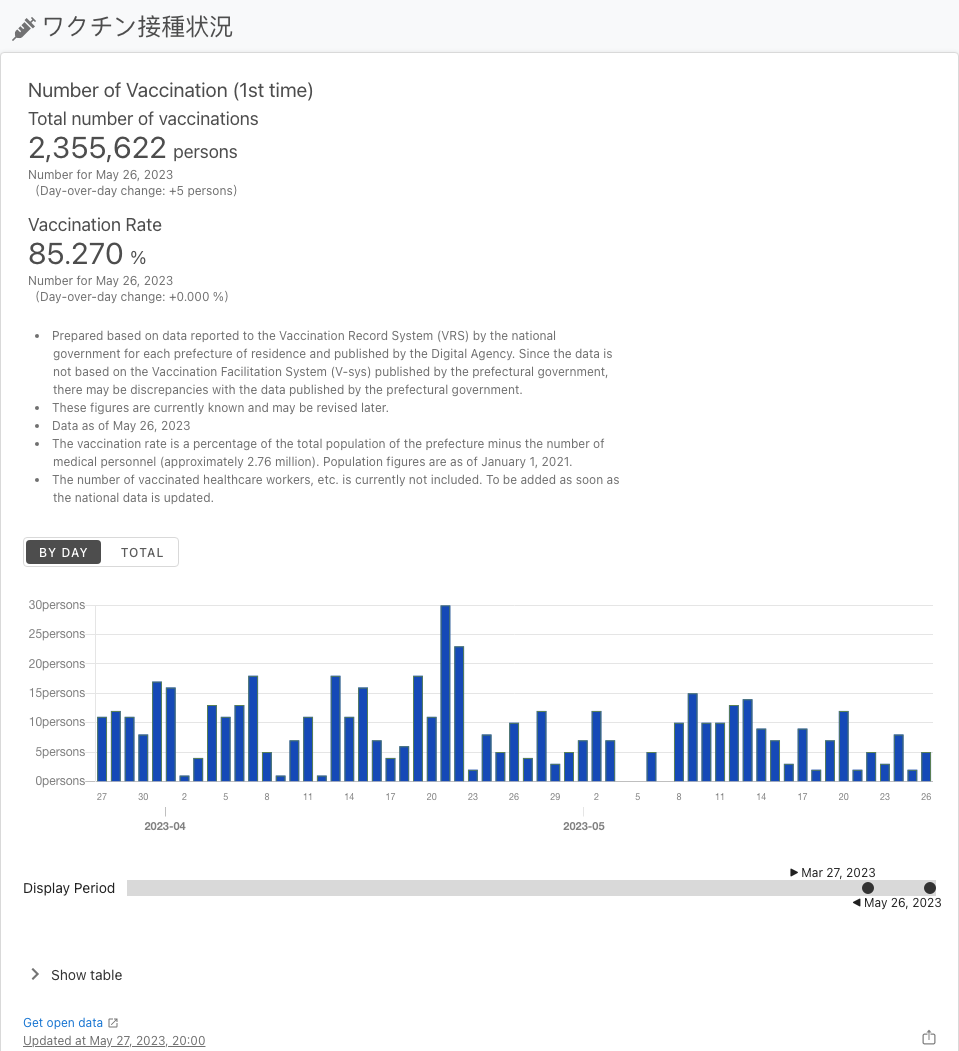 ワクチン接種状況
Number of Vaccination (1st time)
Total number of vaccinations
2,355,622 persons
Number for May 26, 2023
(Day-over-day change: +5 persons)
Vaccination Rate
85.270 %
Number for May 26, 2023
(Day-over-day change: +0.000 %)
• Prepared based on data reported to the Vaccination Record System (VRS) by the national
government for each prefecture of residence and published by the Digital Agency. Since the data is
not based on the Vaccination Facilitation System (V-sys) published by the prefectural government,
there may be discrepancies with the data published by the prefectural government.
• These figures are currently known and may be revised later.
• Data as of May 26, 2023
• The vaccination rate is a percentage of the total population of the prefecture minus the number of
medical personnel (approximately 2.76 million). Population figures are as of January 1, 2021.
• The number of vaccinated healthcare workers, etc. is currently not included. To be added as soon as
the national data is updated.
BY DAY TOTAL
30persons
25persons
20persons
15persons
10persons
5persons
0persons
27 30 2 5 8 11 14 17 20 23 26 29 2 5 8 11 14 17 20 23 26
2023-04 2023-05
Mar 27, 2023
Display Period
May 26, 2023
Show table
Get open data
Updated at May 27, 2023, 20:00